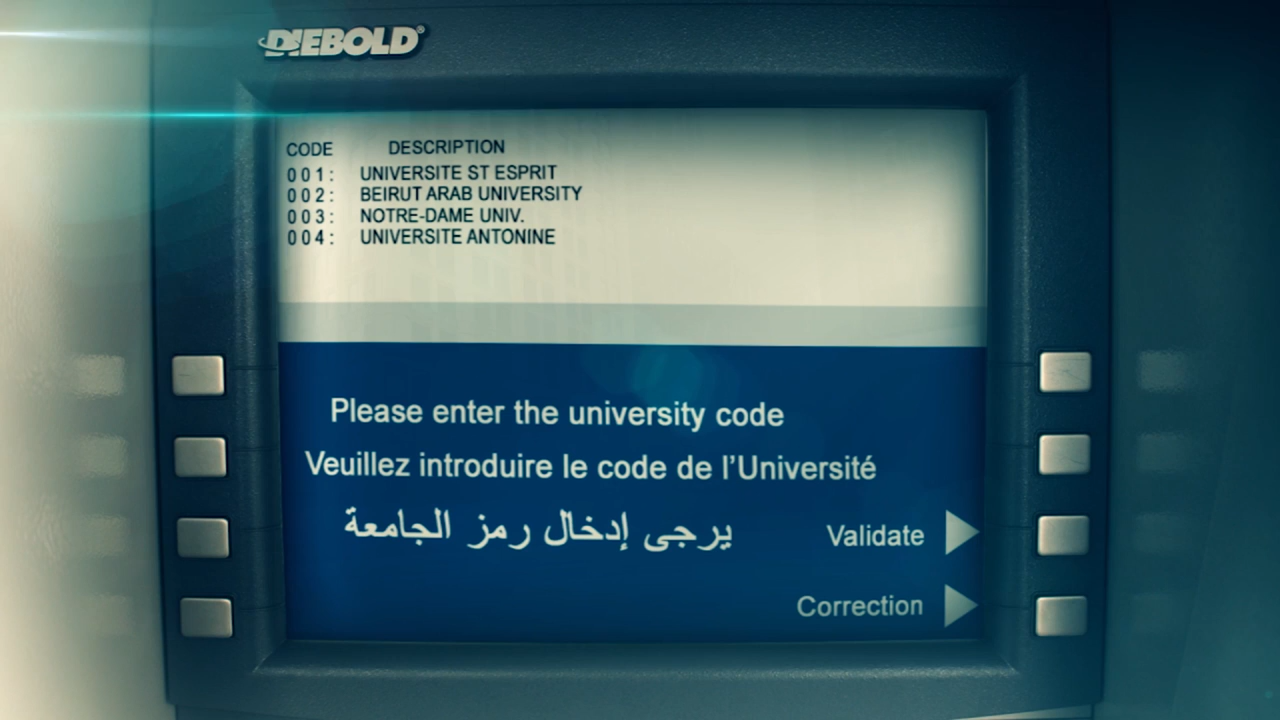 DIEBOLD
CODE DESCRIPTION
001: UNIVERSITE ST ESPRIT
002: BEIRUT ARAB UNIVERSITY
003: NOTRE-DAME UNIV.
004: UNIVERSITE ANTONINE
Please enter the university code
Veuillez introduire le code de l’Université
يرجى إدخال رمز الجامعة
Validate
Correction